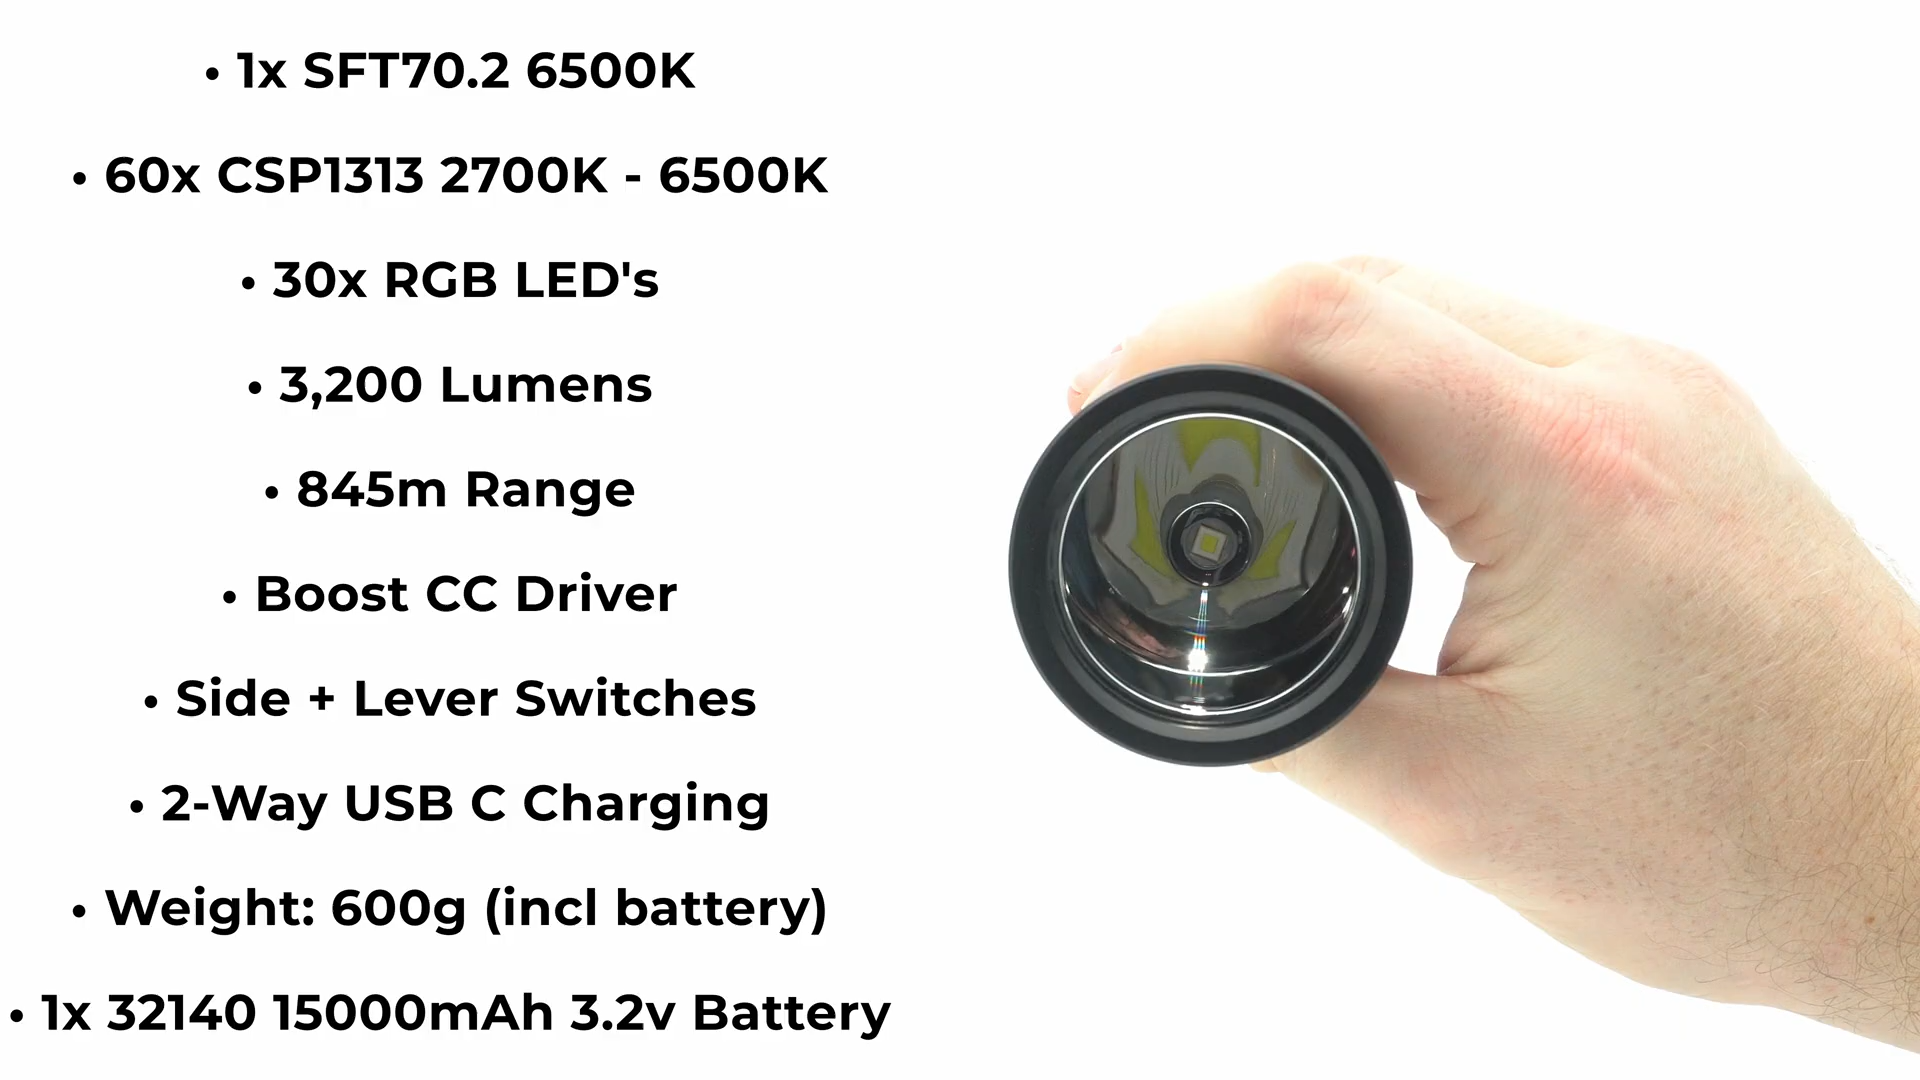 • 1x SFT70.2 6500K
• 60x CSP1313 2700K - 6500K
• 30x RGB LED's
• 3,200 Lumens
• 845m Range
• Boost CC Driver
• Side + Lever Switches
• 2-Way USB C Charging
• Weight: 600g (incl battery)
• 1x 32140 15000mAh 3.2v Battery